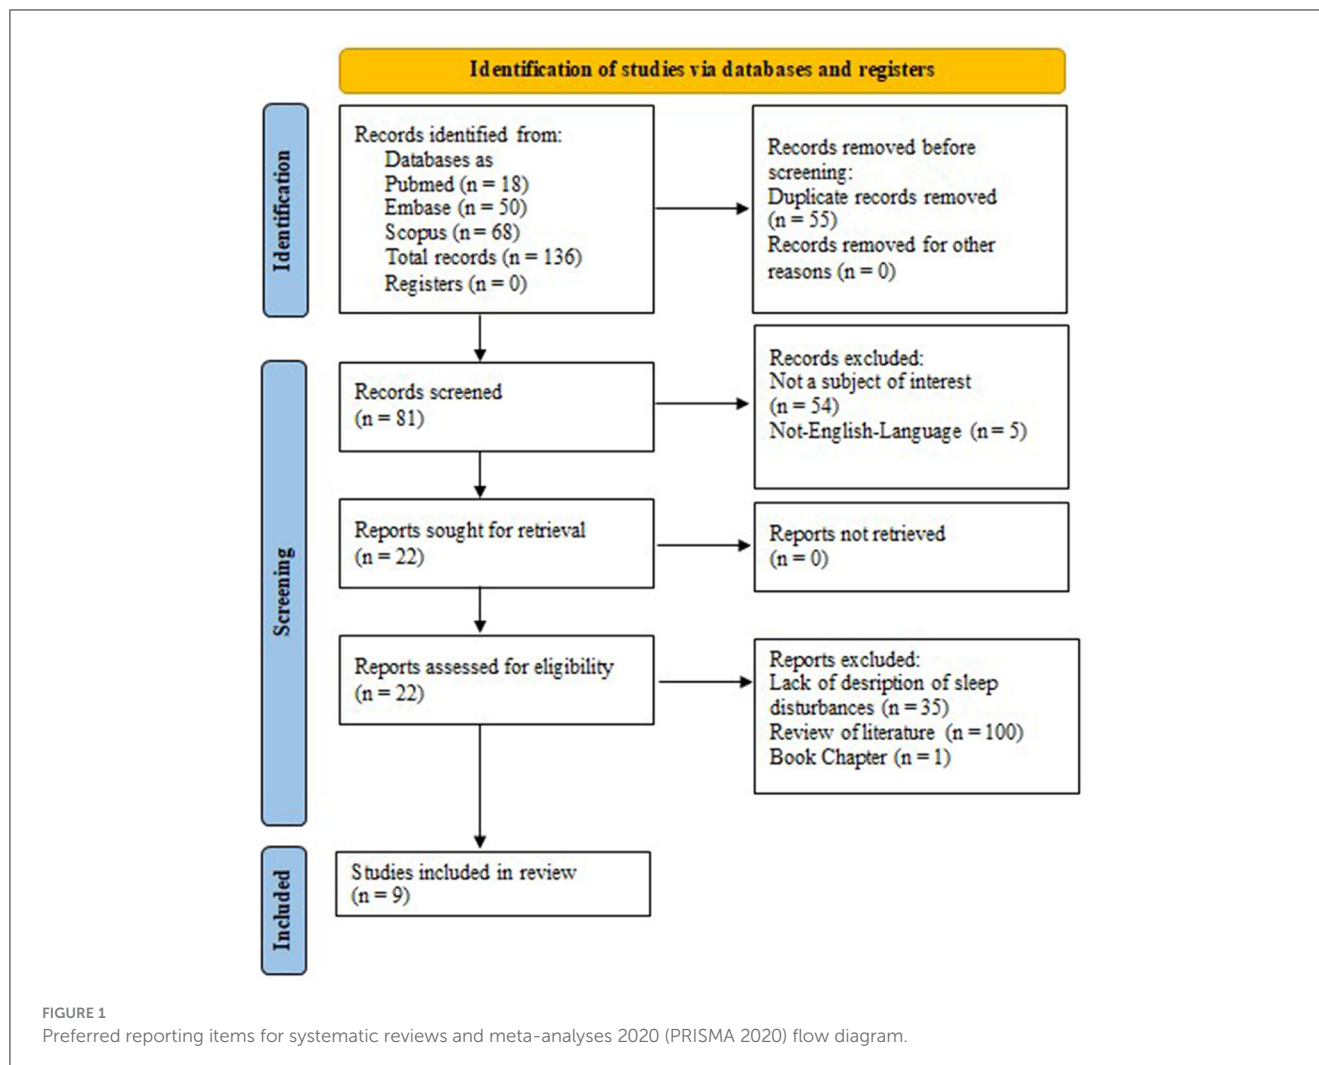 Identification of studies via databases and registers
Identification
Records identified from:
Databases as
Pubmed (n = 18)
Embase (n = 50)
Scopus (n = 68)
Total records (n = 136)
Registers (n = 0)
Records removed before
screening:
Duplicate records removed
(n = 55)
Records removed for other
reasons (n = 0)
Screening
Records screened
(n = 81)
Records excluded:
Not a subject of interest
(n = 54)
Not-English-Language (n = 5)
Reports sought for retrieval
(n = 22)
Reports not retrieved
(n = 0)
Reports assessed for eligibility
(n = 22)
Reports excluded:
Lack of desription of sleep
disturbances (n = 35)
Review of literature (n = 100)
Book Chapter (n = 1)
Included
Studies included in review
(n = 9)
FIGURE 1
Preferred reporting items for systematic reviews and meta-analyses 2020 (PRISMA 2020) flow diagram.